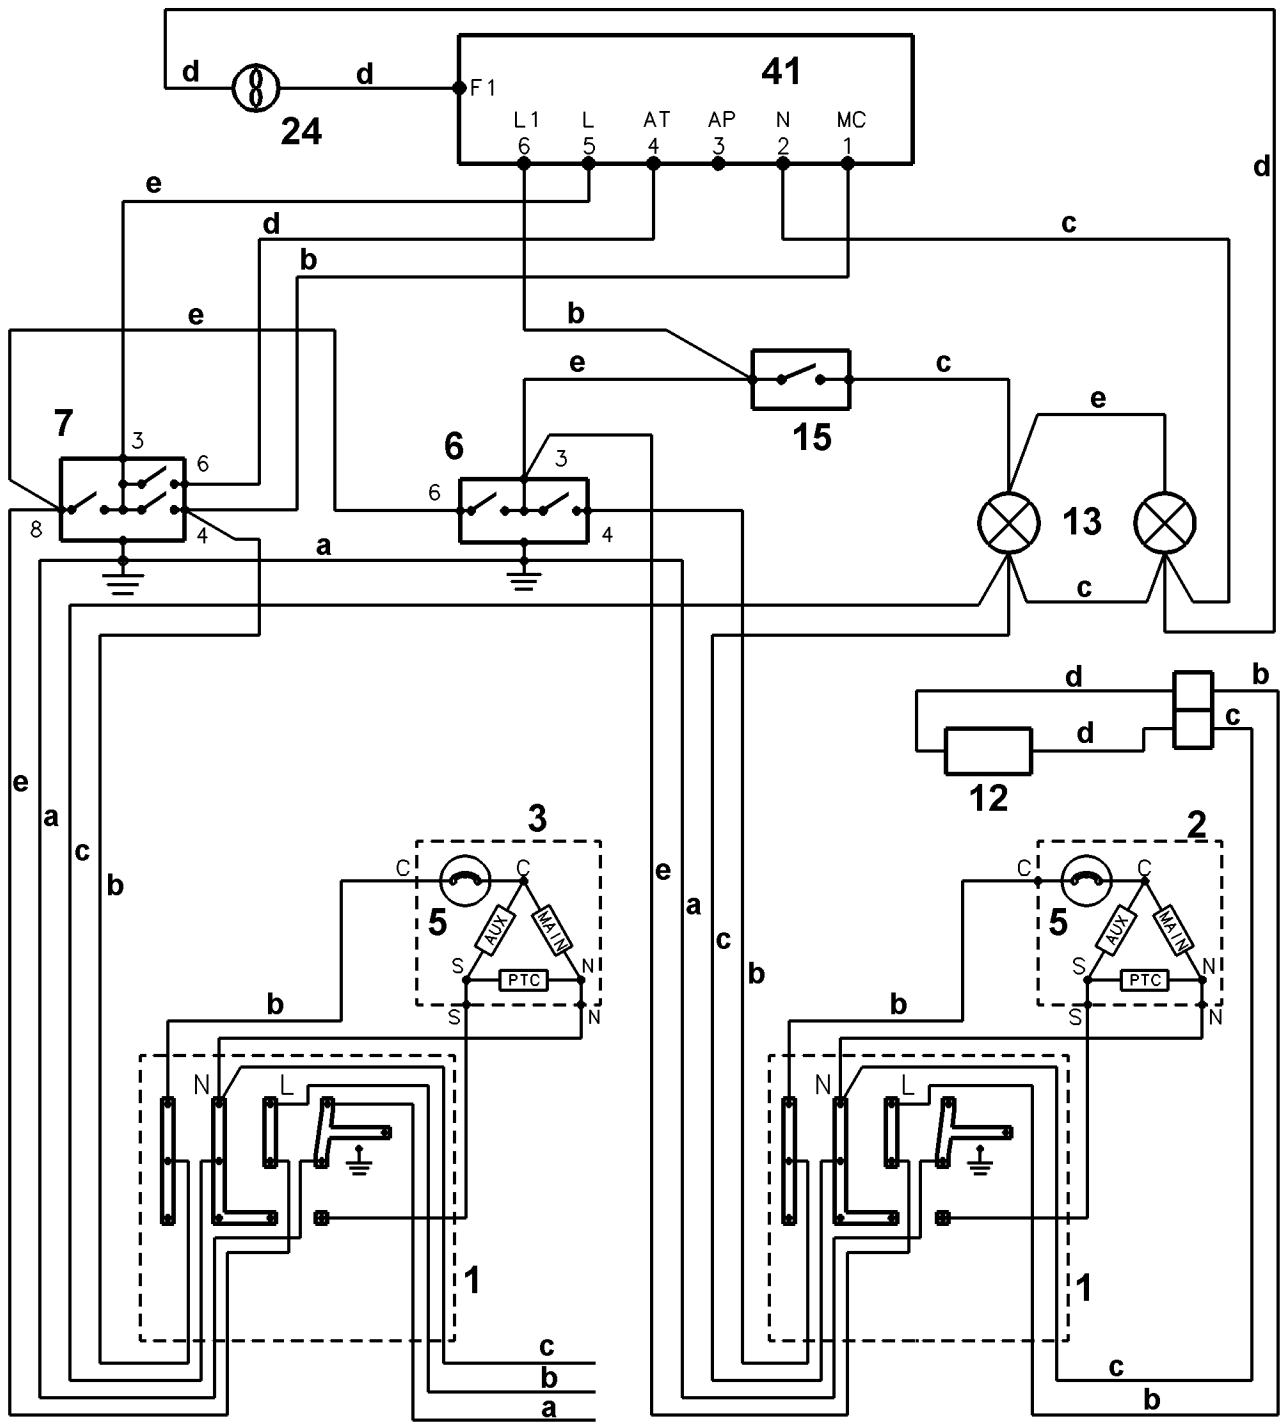 d d F1 41
24 L1 L AT AP N MC
6 5 4 3 2 1
d
e
d c
b
e b
e c
e
7 3 6 3 15
6 6
13
8 4 4
a
c
d b
c
d
e 12
a 3 2
c
b C C e C C
5 AUX MAIN a 5 AUX MAIN
c
S N S N
PTC b PTC
b S N b S N
N L N L
1 1
c c
b b
a